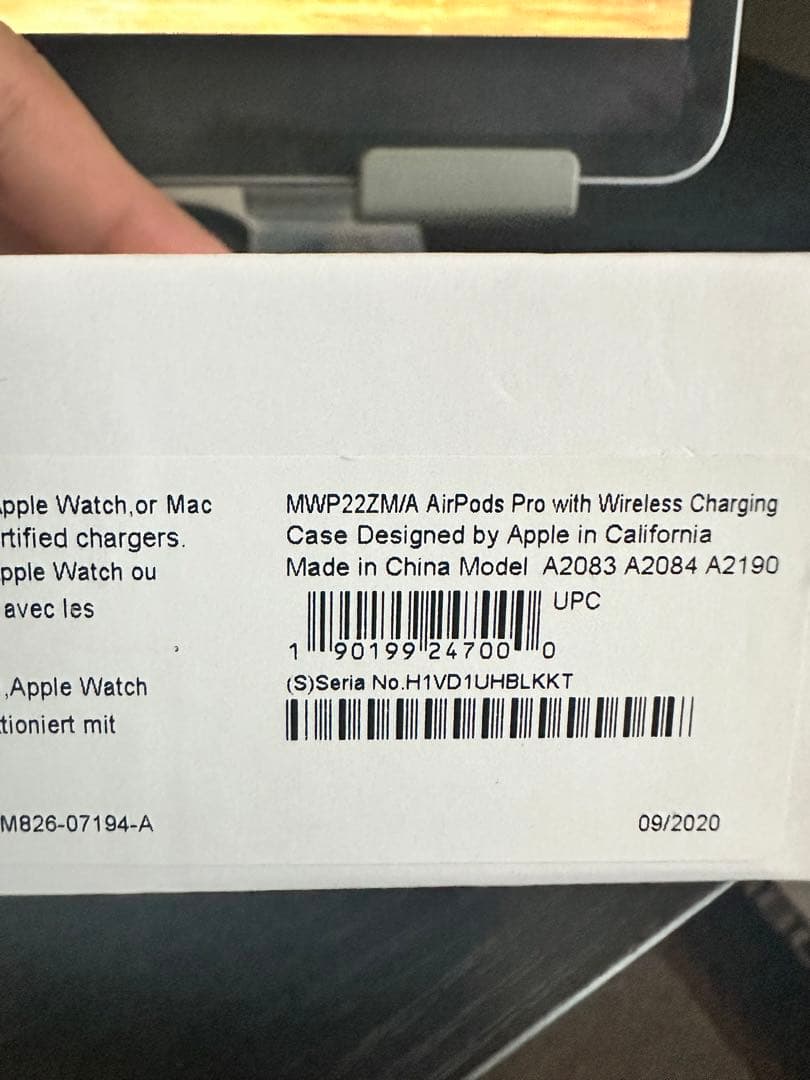 pple Watch,or Mac
rtified chargers.
pple Watch ou
avec les
,Apple Watch
tioniert mit
M826-07194-A
MWP22ZM/A AirPods Pro with Wireless Charging
Case Designed by Apple in California
Made in China Model A2083 A2084 A2190
UPC
1 90199 24700 0
(S)Seria No.H1VD1UHBLKKT
09/2020